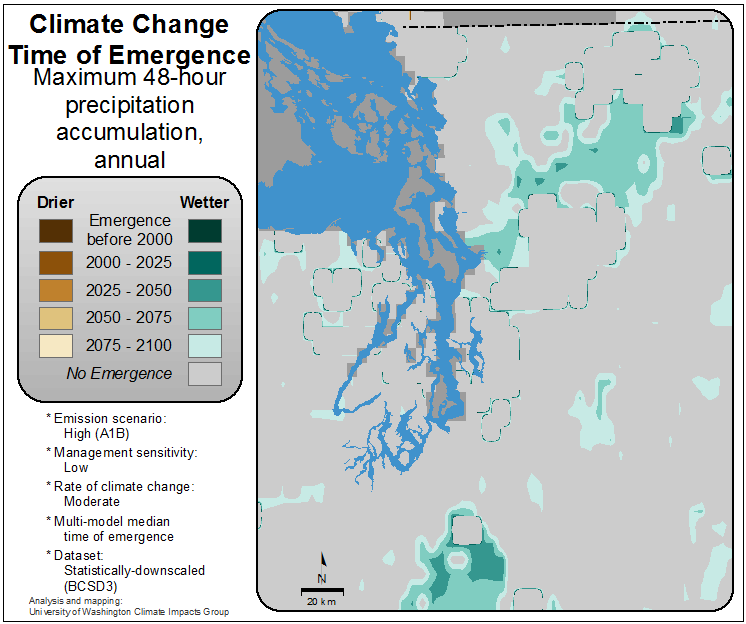 Climate Change
Time of Emergence
Maximum 48-hour
precipitation
accumulation,
annual
Drier Wetter
Emergence
before 2000
2000 - 2025
2025 - 2050
2050 - 2075
2075 - 2100
No Emergence
* Emission scenario:
High (A1B)
* Management sensitivity:
Low
* Rate of climate change:
Moderate
* Multi-model median
time of emergence
* Dataset:
Statistically-downscaled
(BCSD3)
Analysis and mapping:
University of Washington Climate Impacts Group
N
20 km